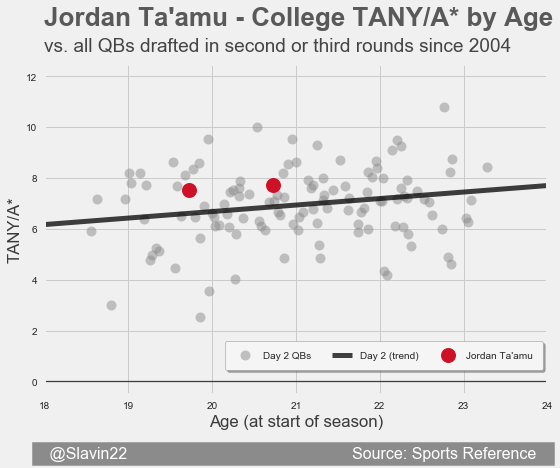 Jordan Ta'amu - College TANY/A* by Age
vs. all QBs drafted in second or third rounds since 2004
12
10
8
6
4
2
0
TANY/A*
Day 2 QBs
Day 2 (trend)
Jordan Ta'amu
18 19 20 21 22 23 24
Age (at start of season)
@Slavin22
Source: Sports Reference